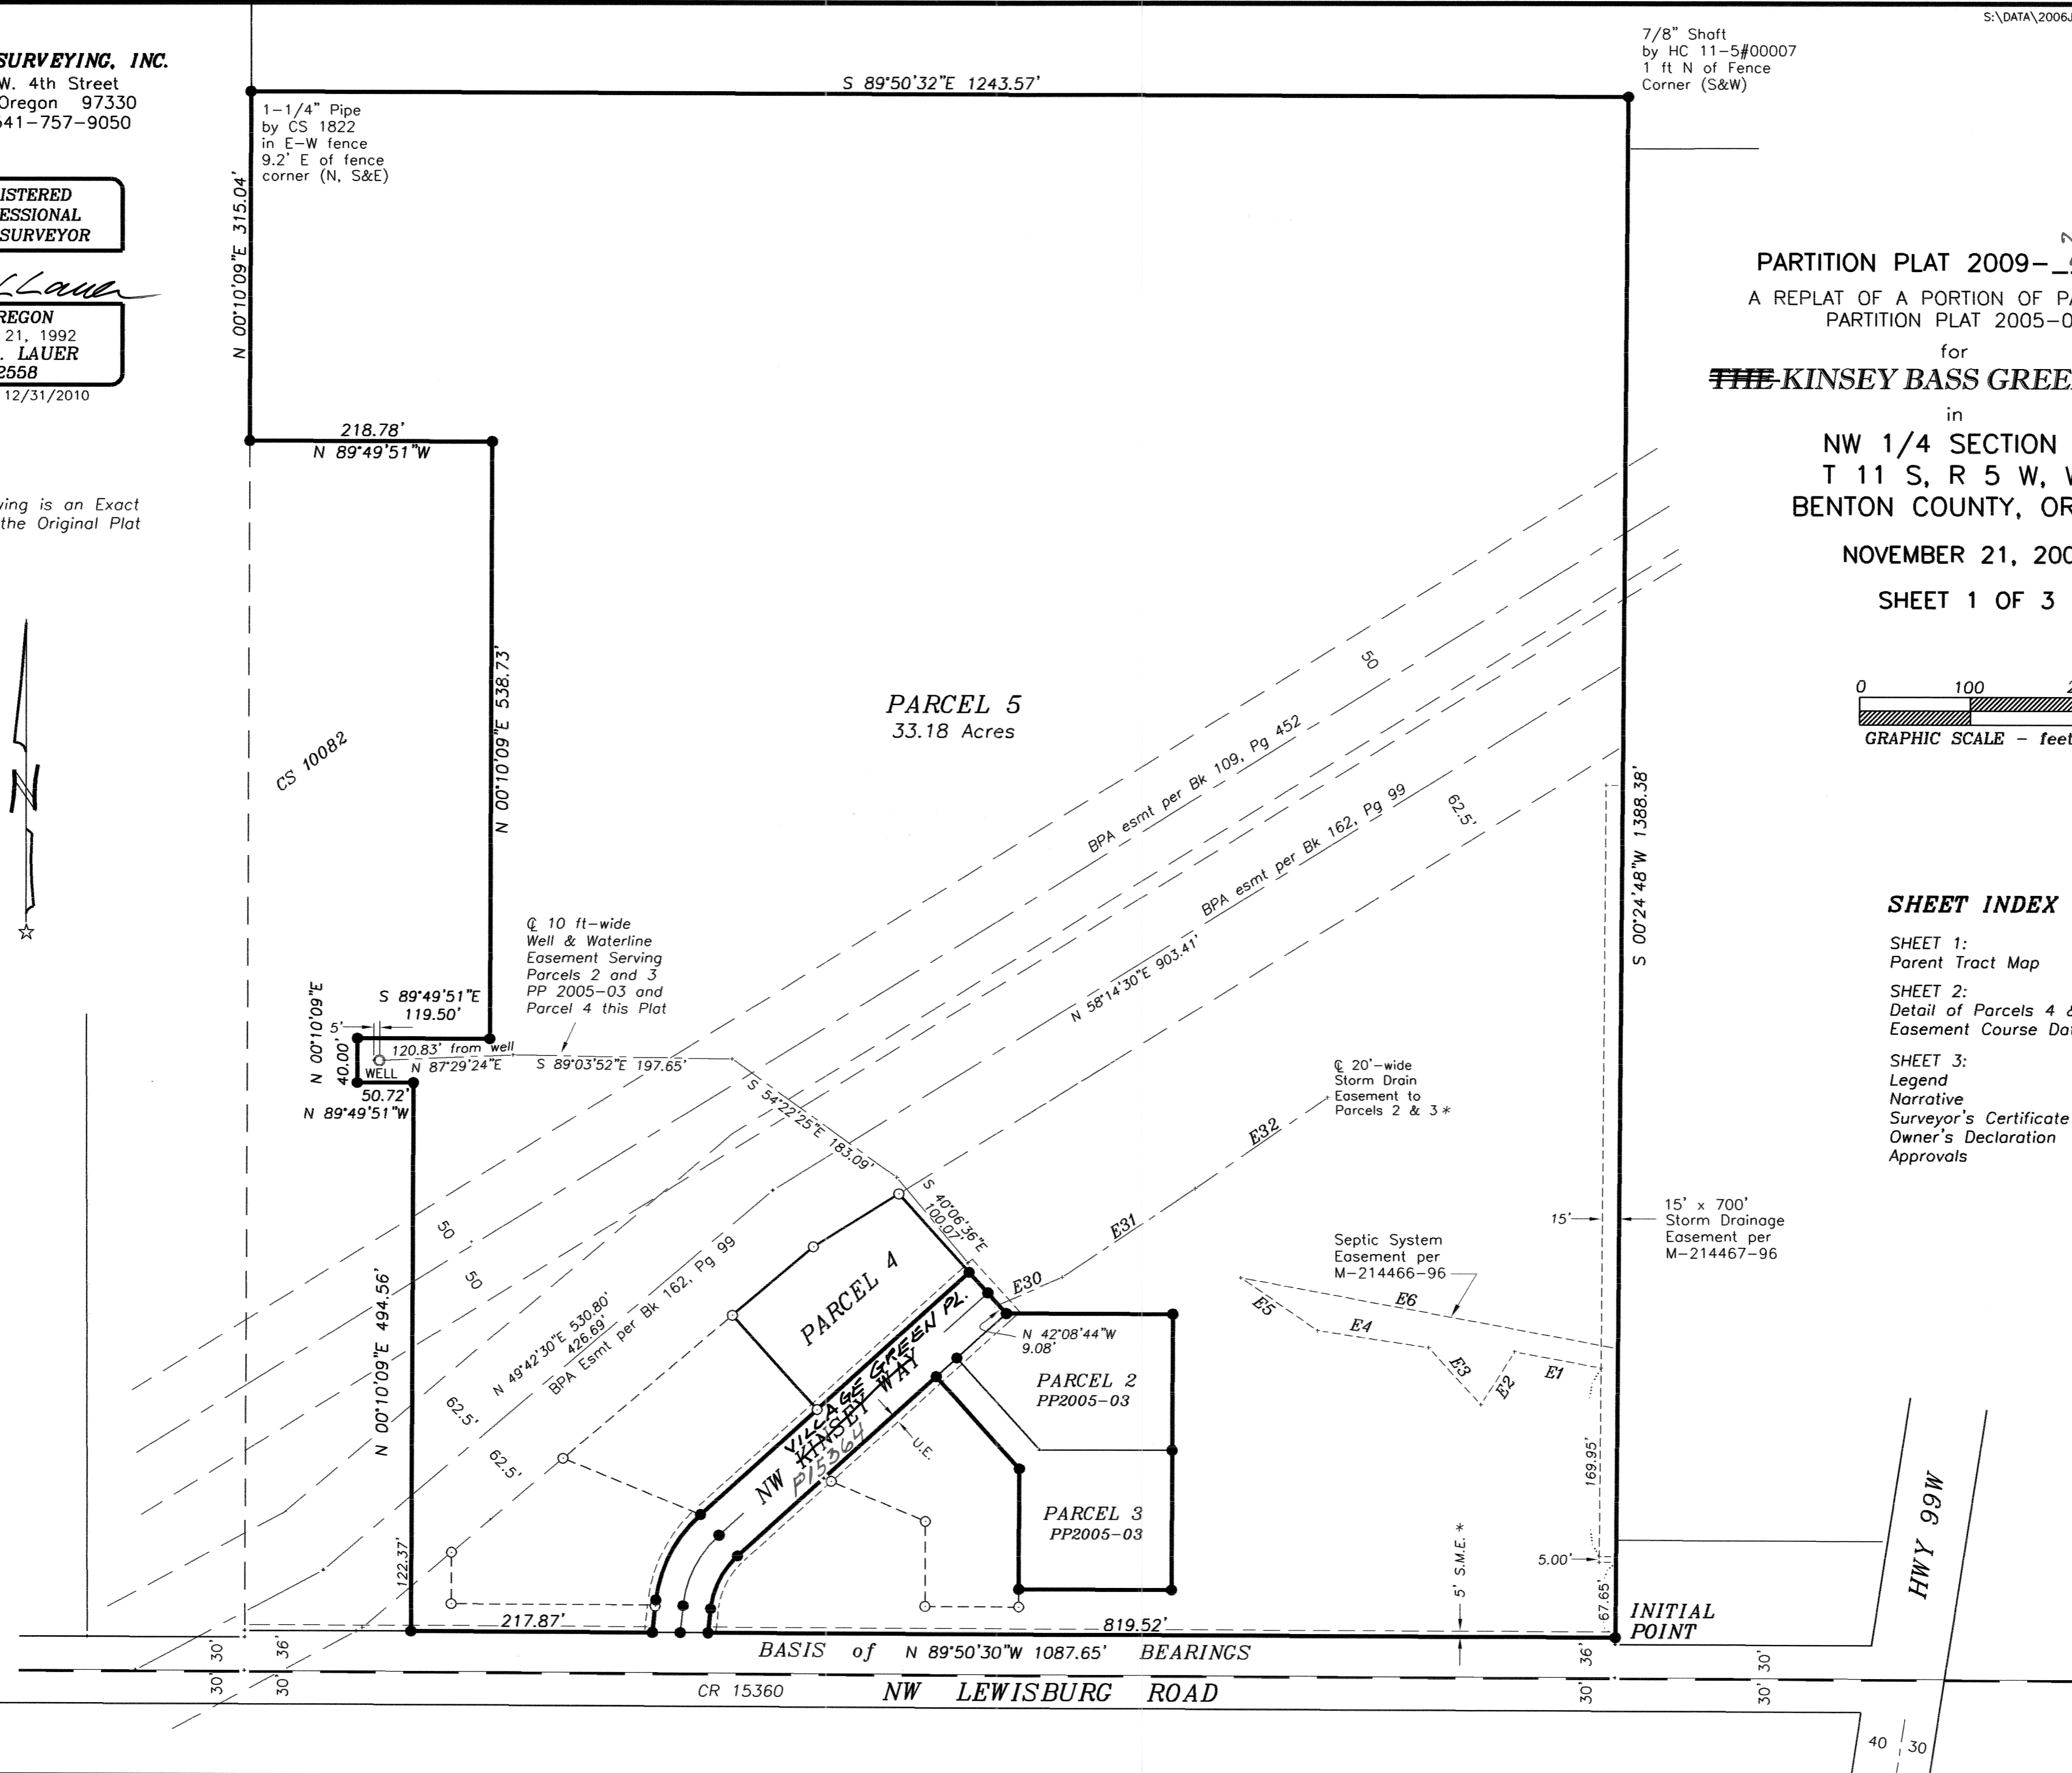 S:\DATA\2006J
SURVEYING, INC.
W. 4th Street
Oregon 97330
541-757-9050
ISTERED
ESSIONAL
SURVEYOR
L Lauer
REGON
21, 1992
. LAUER
2558
12/31/2010
wing is an Exact
the Original Plat
N
7/8" Shaft
by HC 11-5#00007
1 ft N of Fence
Corner (S&W)
S 89°50'32"E 1243.57'
1-1/4" Pipe
by CS 1822
in E-W fence
9.2' E of fence
corner (N, S&E)
N 00°10'09"E 315.04'
218.78'
N 89°49'51"W
N 00°10'09"E 538.73'
CS 10082
PARCEL 5
33.18 Acres
50
BPA esmt per Bk 109, Pg 452
BPA esmt per Bk 162, Pg 99
62.5'
N 58°14'30"E 903.41'
S 00°24'48"W 1388.38'
PARTITION PLAT 2009-
A REPLAT OF A PORTION OF PA
PARTITION PLAT 2005-0
for
THE KINSEY BASS GREE
in
NW 1/4 SECTION
T 11 S, R 5 W, W
BENTON COUNTY, OR
NOVEMBER 21, 200
SHEET 1 OF 3
0 100 2
GRAPHIC SCALE - feet
SHEET INDEX
SHEET 1:
Parent Tract Map
SHEET 2:
Detail of Parcels 4 &
Easement Course Dat
SHEET 3:
Legend
Narrative
Surveyor's Certificate
Owner's Declaration
Approvals
℄ 10 ft-wide
Well & Waterline
Easement Serving
Parcels 2 and 3
PP 2005-03 and
Parcel 4 this Plat
S 89°49'51"E
119.50'
5'
N 00°10'09"E
40.00'
WELL
120.83' from well
N 87°29'24"E
S 89°03'52"E 197.65'
50.72'
N 89°49'51"W
S 54°22'25"E 183.09'
S 40°06'36"E
100.07'
N 00°10'09"E 494.56'
122.37'
50
50
N 49°42'30"E 530.80'
426.69'
BPA Esmt per Bk 162, Pg 99
62.5'
62.5'
PARCEL 4
VILLAGE GREEN PL.
NW KINSEY WAY
P15364
U.E.
℄ 20'-wide
Storm Drain
Easement to
Parcels 2 & 3*
E32
E31
E30
N 42°08'44"W
9.08'
PARCEL 2
PP2005-03
PARCEL 3
PP2005-03
Septic System
Easement per
M-214466-96
E6
E5
E4
E3
E2
E1
15'
15' x 700'
Storm Drainage
Easement per
M-214467-96
169.95'
5.00'
67.65'
5' S.M.E. *
INITIAL
POINT
HWY 99W
217.87'
819.52'
BASIS of N 89°50'30"W 1087.65' BEARINGS
30'
36'
30'
30'
36'
30'
30'
30'
CR 15360
NW LEWISBURG ROAD
40
30